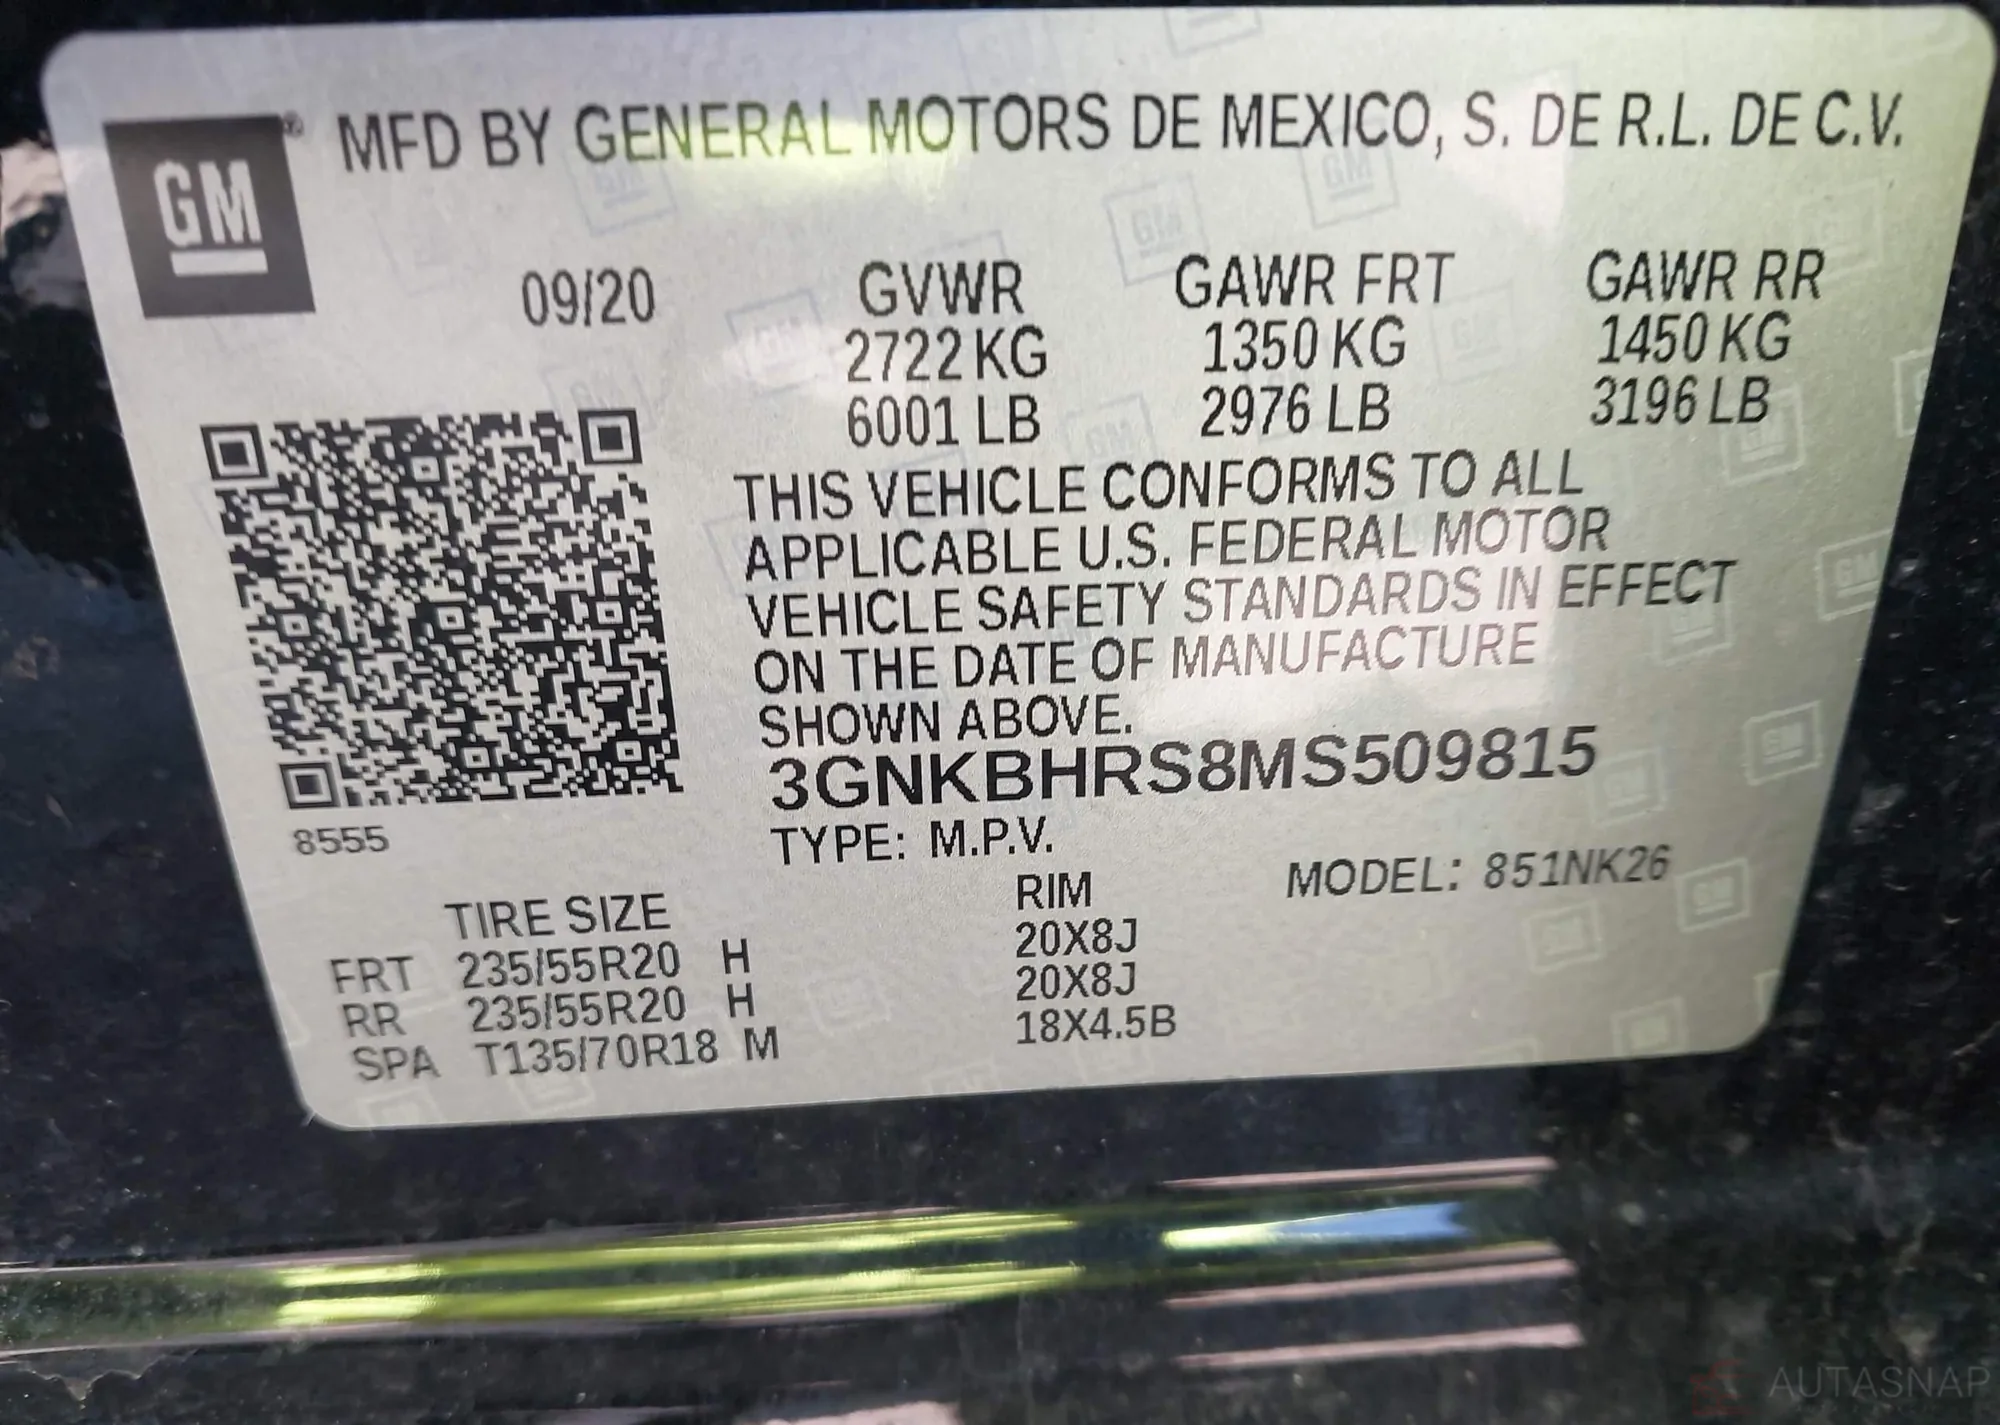 GM® MFD BY GENERAL MOTORS DE MEXICO, S. DE R.L. DE C.V.
09/20 GVWR GAWR FRT GAWR RR
2722 KG 1350 KG 1450 KG
6001 LB 2976 LB 3196 LB
THIS VEHICLE CONFORMS TO ALL
APPLICABLE U.S. FEDERAL MOTOR
VEHICLE SAFETY STANDARDS IN EFFECT
ON THE DATE OF MANUFACTURE
SHOWN ABOVE.
3GNKBHRS8MS509815
8555
TYPE: M.P.V.
MODEL: 851NK26
TIRE SIZE RIM
FRT 235/55R20 H 20X8J
RR 235/55R20 H 20X8J
SPA T135/70R18 M 18X4.5B
AUTASNAP